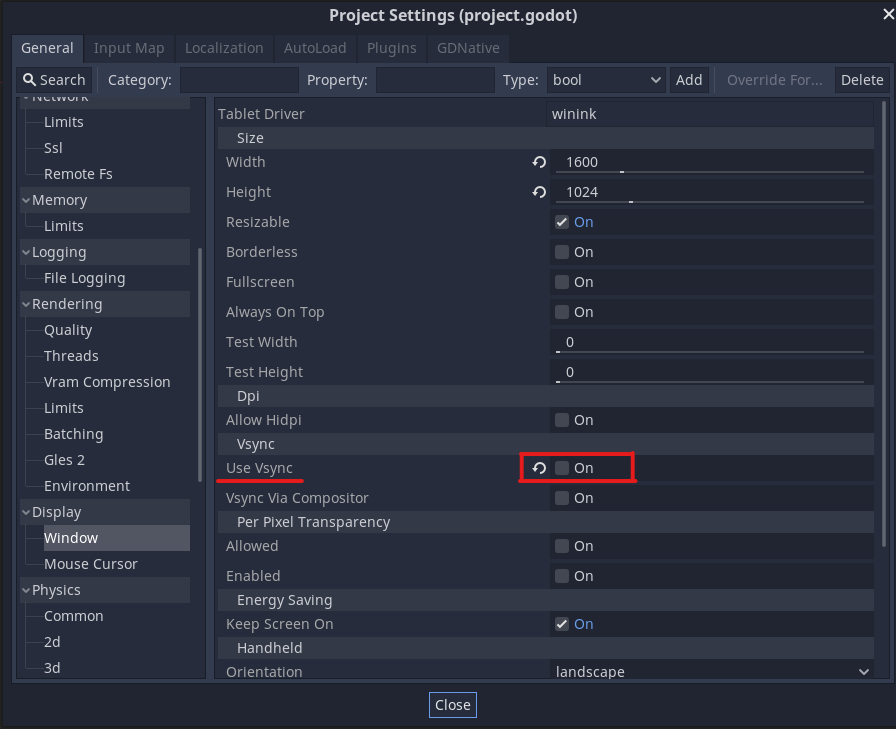 Project Settings (project.godot)
General Input Map Localization AutoLoad Plugins GDNative
Search Category: Property: Type: bool Add Override For... Delete
Network
Limits
Ssl
Remote Fs
Memory
Limits
Logging
File Logging
Rendering
Quality
Threads
Vram Compression
Limits
Batching
Gles 2
Environment
Display
Window
Mouse Cursor
Physics
Common
2d
3d
Tablet Driver winink
Size
Width 1600
Height 1024
Resizable On
Borderless On
Fullscreen On
Always On Top On
Test Width 0
Test Height 0
Dpi
Allow Hidpi On
Vsync
Use Vsync On
Vsync Via Compositor On
Per Pixel Transparency
Allowed On
Enabled On
Energy Saving
Keep Screen On On
Handheld
Orientation landscape
Close